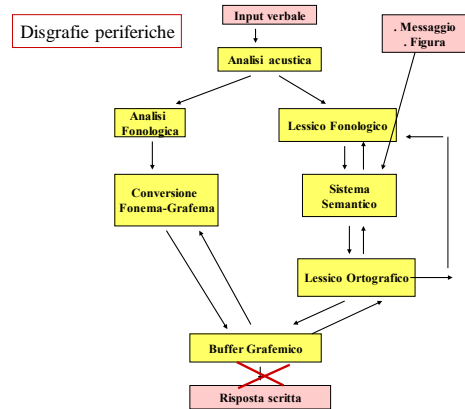 Disgrafie periferiche
Input verbale
. Messaggio
. Figura
Analisi acustica
Analisi
Fonologica
Lessico Fonologico
Conversione
Fonema-Grafema
Sistema
Semantico
Lessico Ortografico
Buffer Grafemico
Risposta scritta